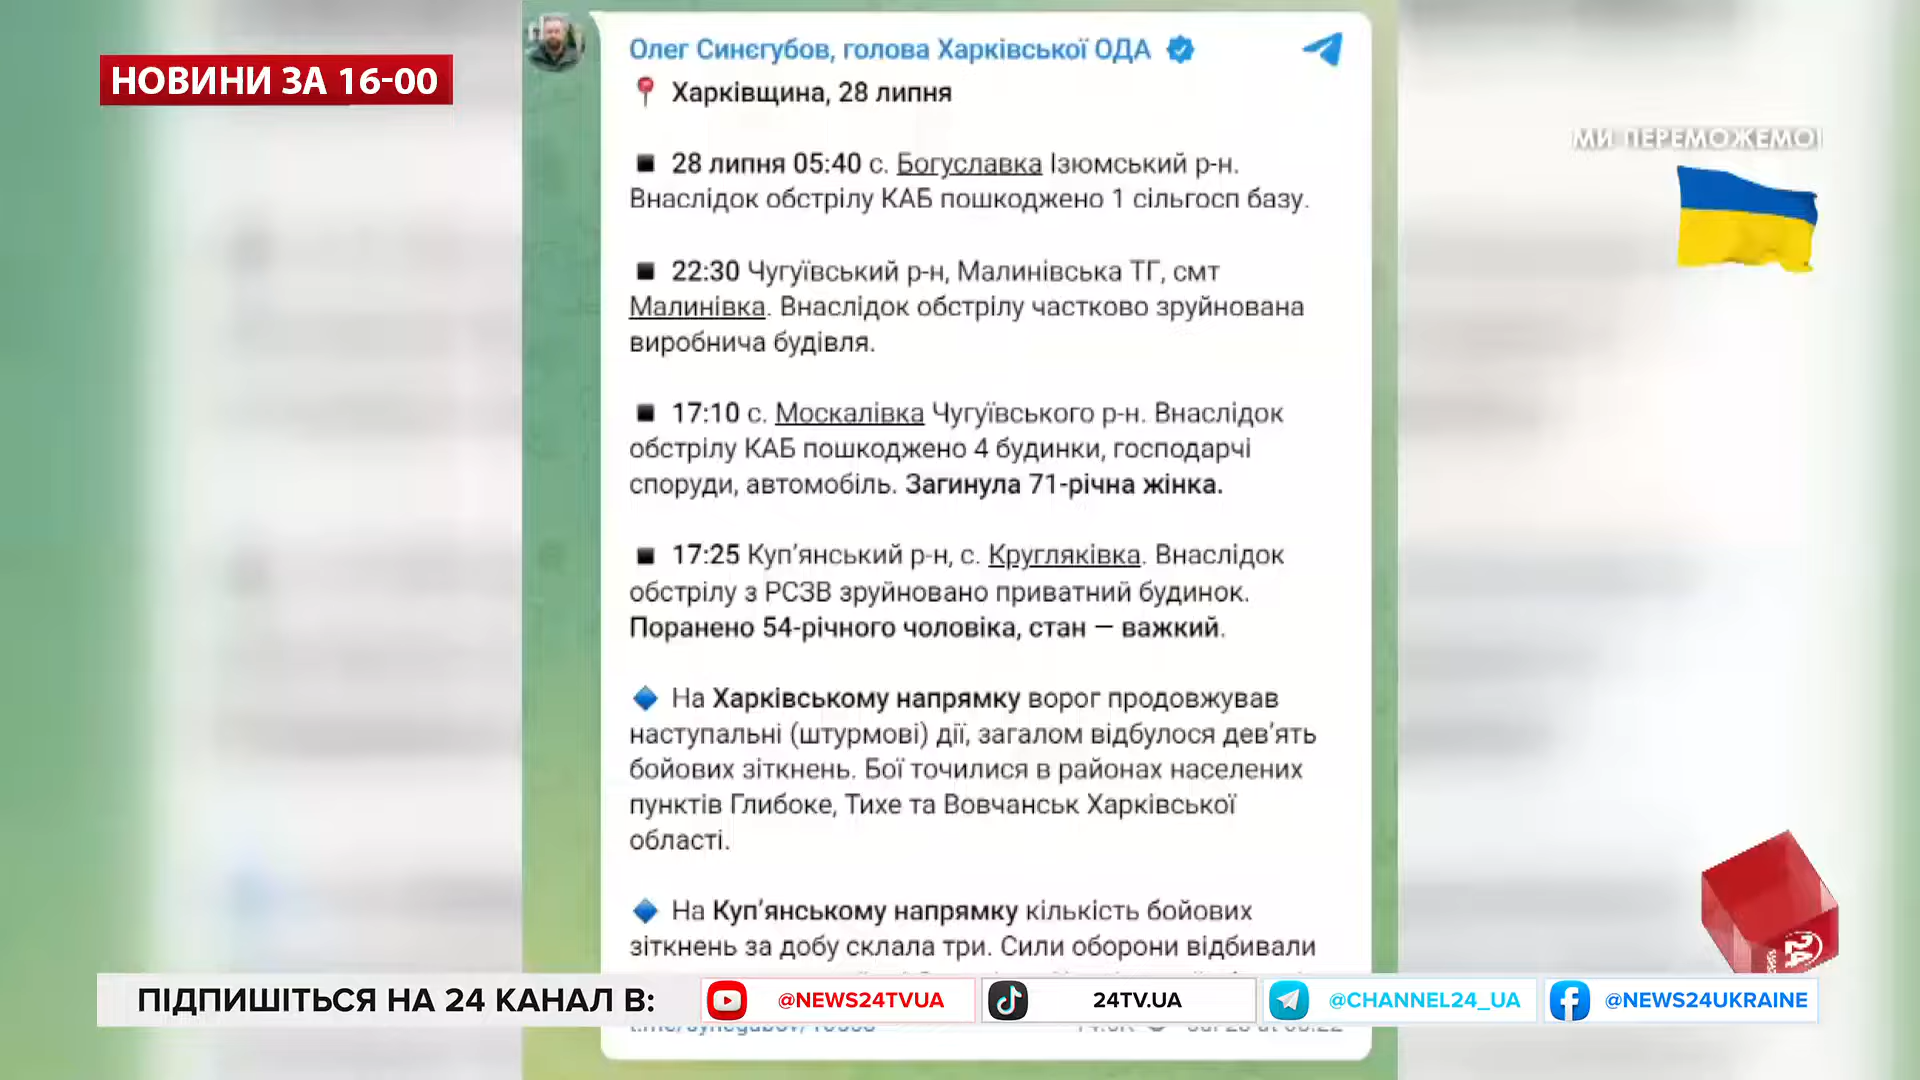 НОВИНИ ЗА 16-00
МИ ПЕРЕМОЖЕМО!
Олег Синєгубов, голова Харківської ОДА
Харківщина, 28 липня
28 липня 05:40 с. Богуславка Ізюмський р-н.
Внаслідок обстрілу КАБ пошкоджено 1 сільгосп базу.
22:30 Чугуївський р-н, Малинівська ТГ, смт
Малинівка. Внаслідок обстрілу частково зруйнована
виробнича будівля.
17:10 с. Москалівка Чугуївського р-н. Внаслідок
обстрілу КАБ пошкоджено 4 будинки, господарчі
споруди, автомобіль. Загинула 71-річна жінка.
17:25 Куп’янський р-н, с. Кругляківка. Внаслідок
обстрілу з РСЗВ зруйновано приватний будинок.
Поранено 54-річного чоловіка, стан — важкий.
На Харківському напрямку ворог продовжував
наступальні (штурмові) дії, загалом відбулося дев’ять
бойових зіткнень. Бої точилися в районах населених
пунктів Глибоке, Тихе та Вовчанськ Харківської
області.
На Куп’янському напрямку кількість бойових
зіткнень за добу склала три. Сили оборони відбивали
24
ПІДПИШІТЬСЯ НА 24 КАНАЛ В:
@NEWS24TVUA
24TV.UA
@CHANNEL24_UA
@NEWS24UKRAINE